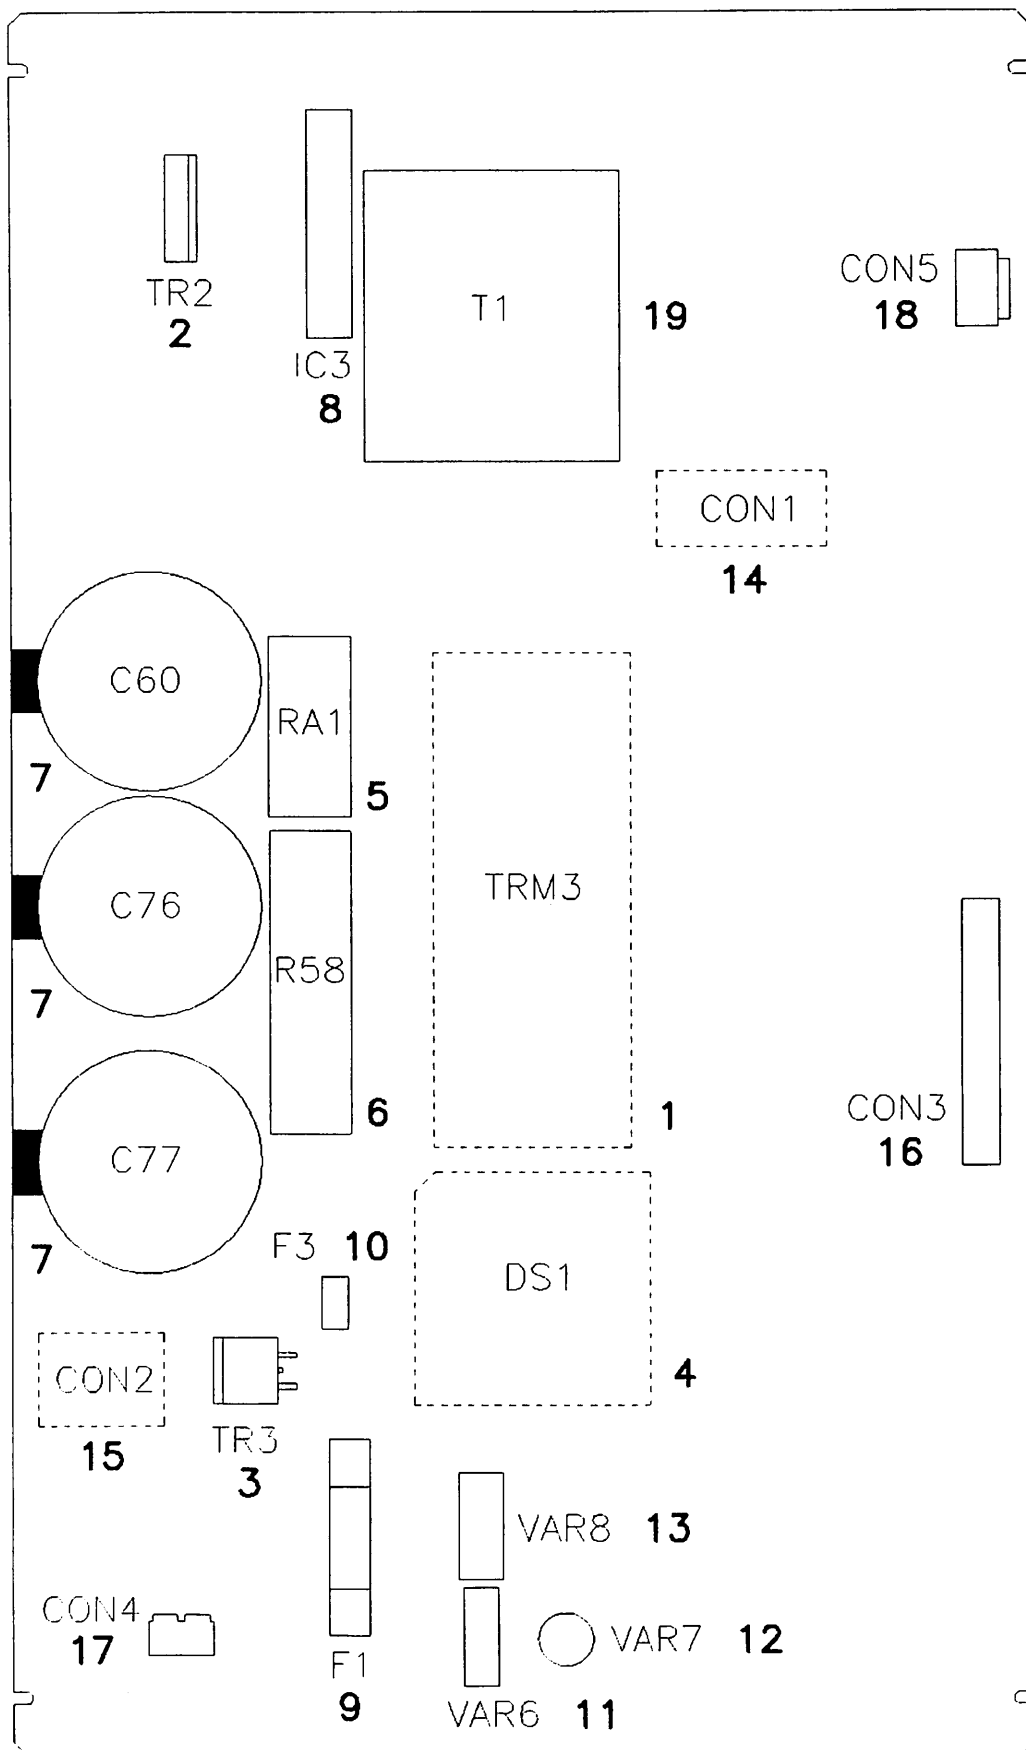 CON5
18
TR2
2
T1
19
IC3
8
CON1
14
C60
RA1
7
5
C76
TRM3
R58
7
6
1
CON3
16
C77
F3 10
7
DS1
CON2
4
15
TR3
3
VAR8 13
CON4
17
VAR7 12
F1
9
VAR6 11